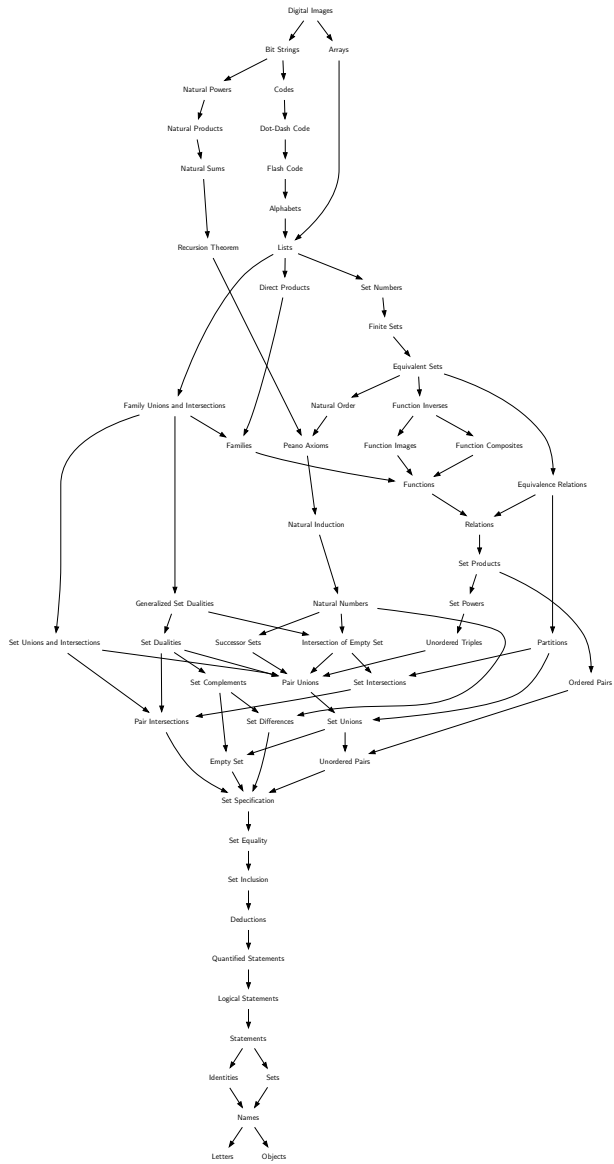 Digital Images
Bit Strings
Arrays
Natural Powers
Codes
Natural Products
Dot-Dash Code
Natural Sums
Flash Code
Alphabets
Recursion Theorem
Lists
Direct Products
Set Numbers
Finite Sets
Equivalent Sets
Family Unions and Intersections
Natural Order
Function Inverses
Families
Peano Axioms
Function Images
Function Composites
Functions
Equivalence Relations
Natural Induction
Relations
Set Products
Generalized Set Dualities
Natural Numbers
Set Powers
Set Unions and Intersections
Set Dualities
Successor Sets
Intersection of Empty Set
Unordered Triples
Partitions
Set Complements
Pair Unions
Set Intersections
Ordered Pairs
Pair Intersections
Set Differences
Set Unions
Empty Set
Unordered Pairs
Set Specification
Set Equality
Set Inclusion
Deductions
Quantified Statements
Logical Statements
Statements
Identities
Sets
Names
Letters
Objects